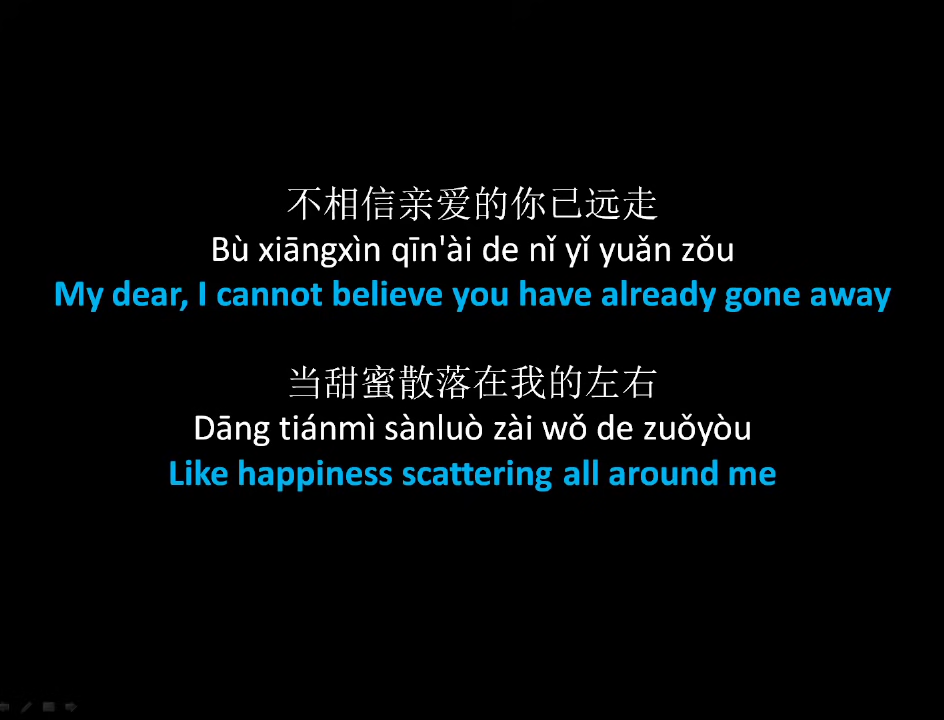 不相信亲爱的你已远走
Bù xiāngxìn qīn'ài de nǐ yǐ yuǎn zǒu
My dear, I cannot believe you have already gone away
当甜蜜散落在我的左右
Dāng tiánmì sànluò zài wǒ de zuǒyòu
Like happiness scattering all around me